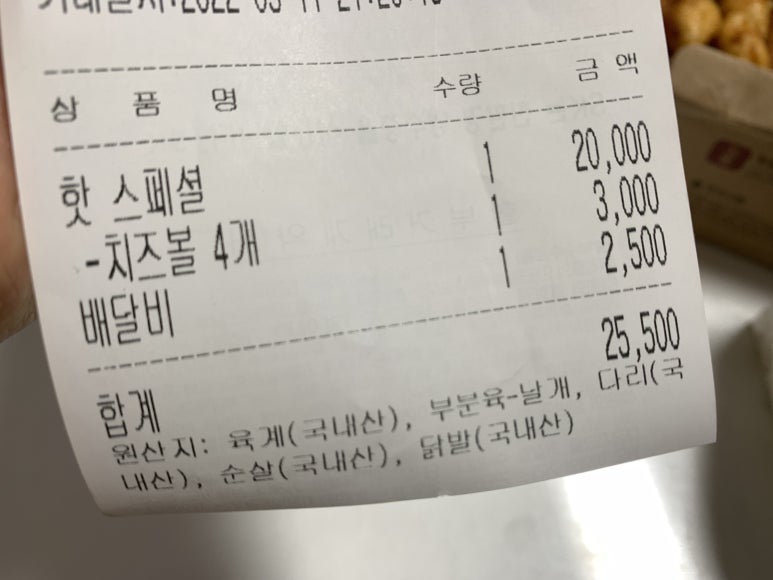 상 품 명 수량 금 액
핫 스페셜 1 20,000
-치즈볼 4개 1 3,000
배달비 1 2,500
합계 25,500
원산지: 육계(국내산), 부분육-날개, 다리(국
내산), 순살(국내산), 닭발(국내산)